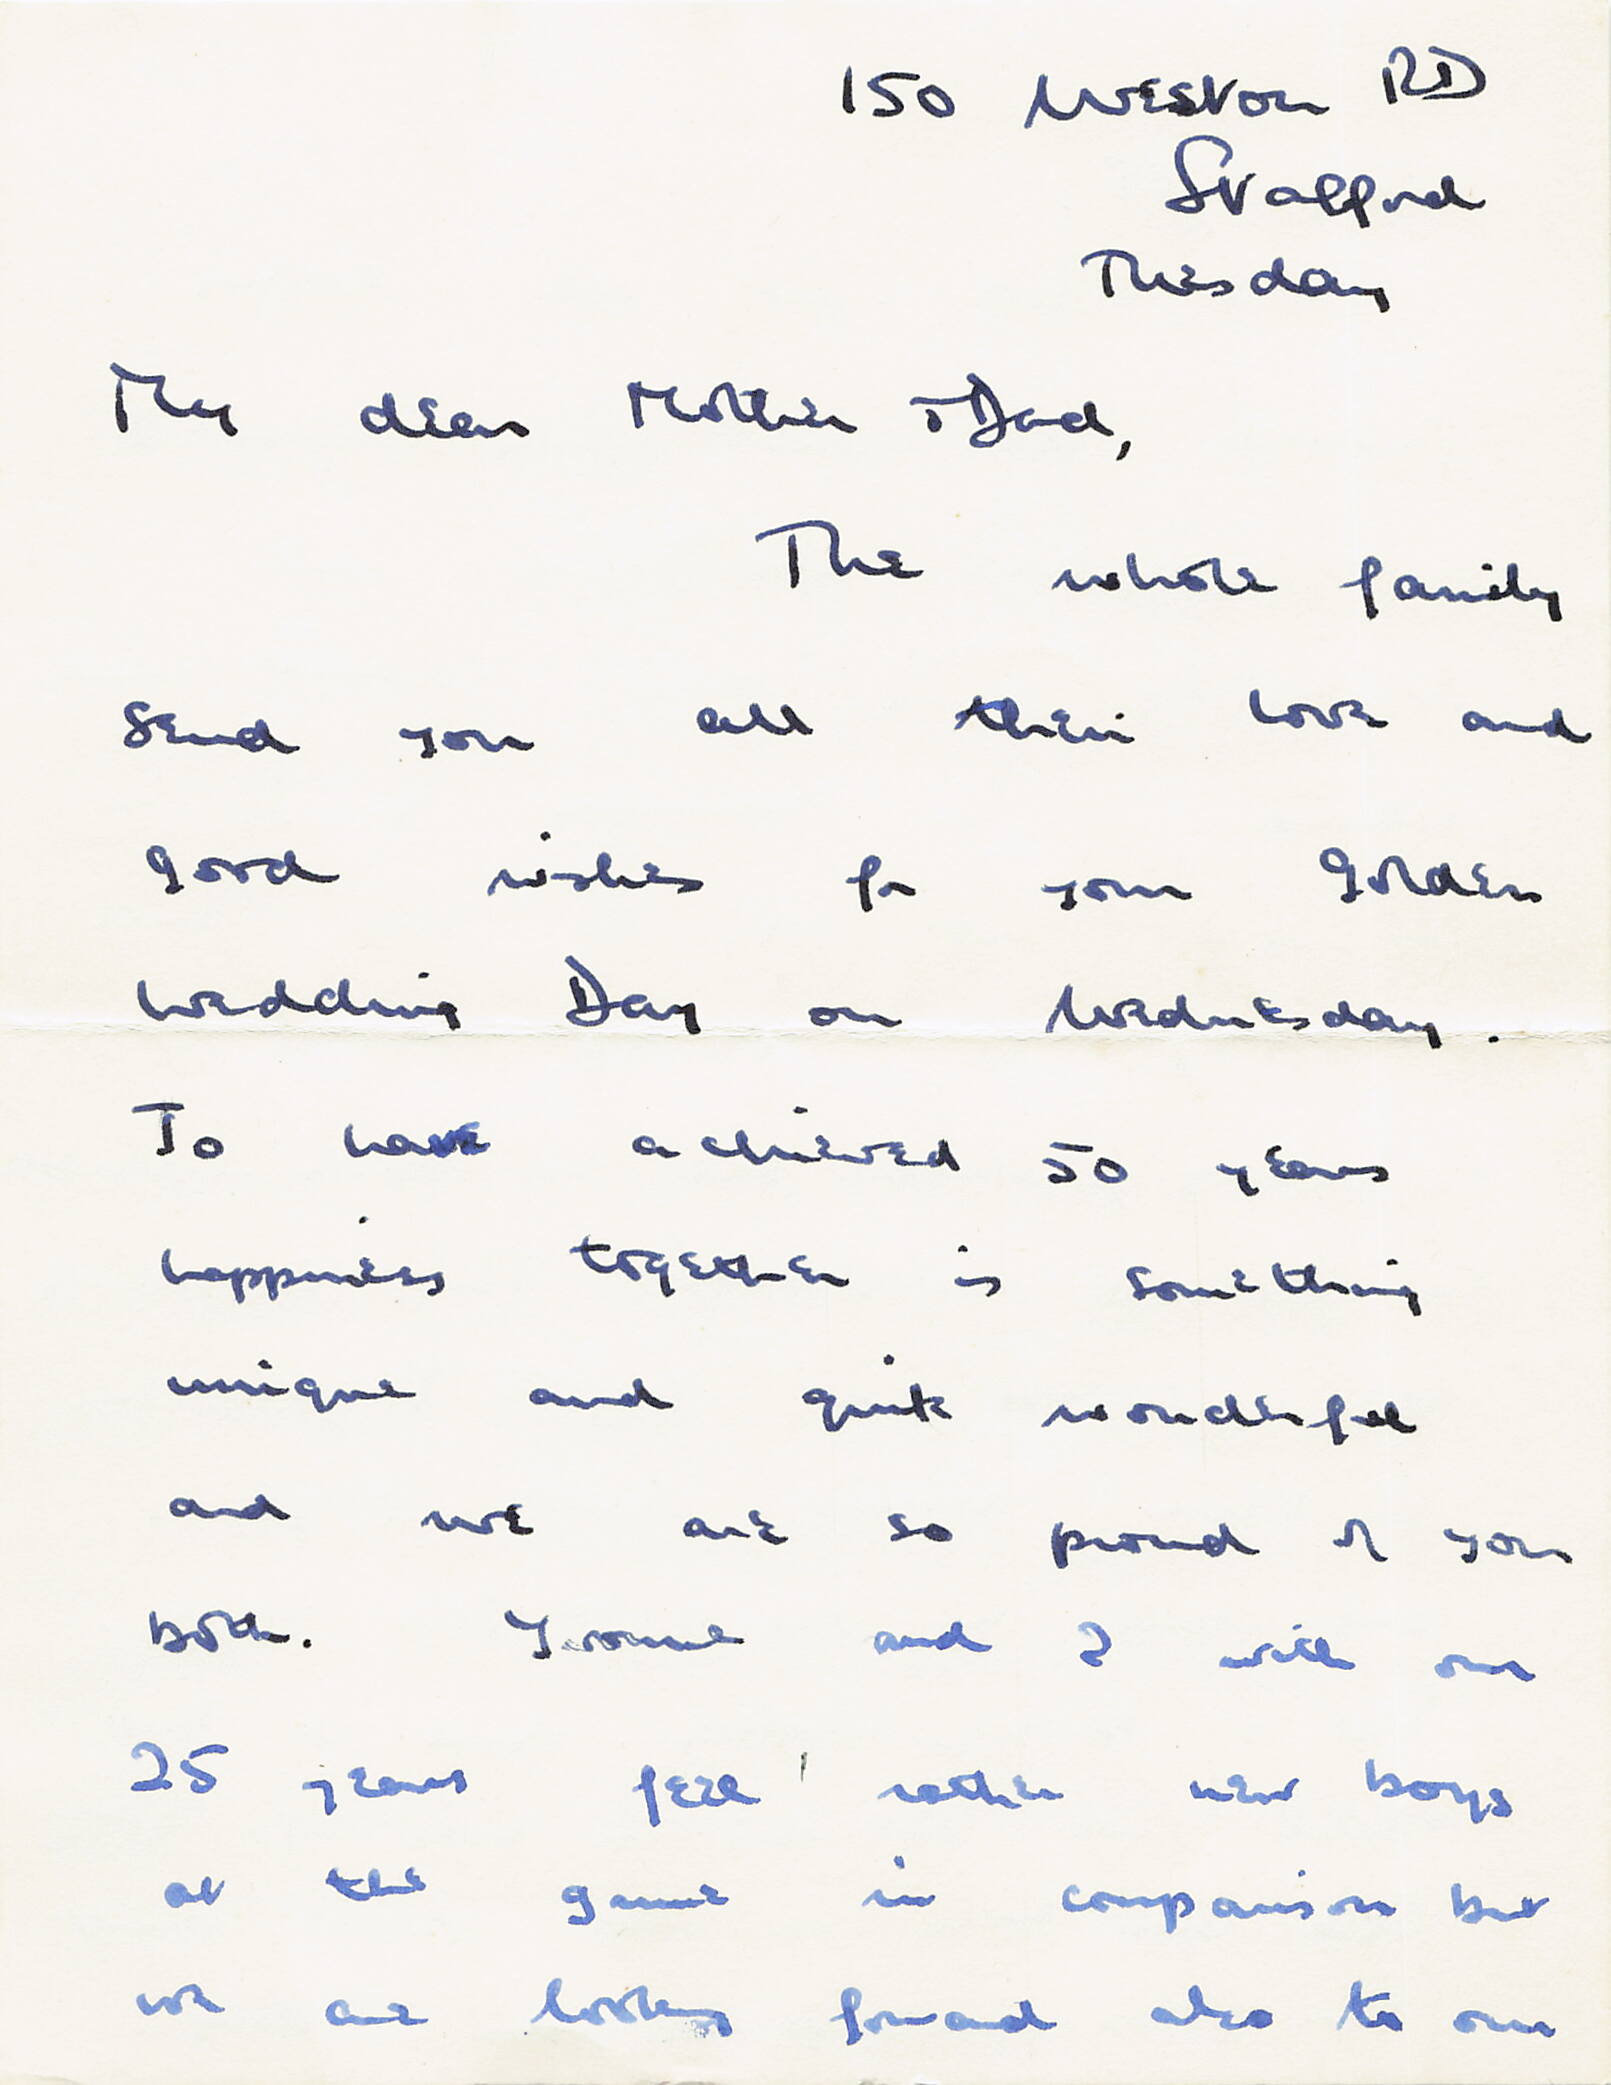 150 Weston RD
Stafford
Tuesday
My dear Mother + Dad,
The whole family
send you all their love and
good wishes for your Golden
Wedding Day on Wednesday.
To have achieved 50 years
happiness together is something
unique and quite wonderful
and we are so proud of you
both. Yvonne and I with our
25 years feel rather new boys
at the game in comparison but
we are looking forward also to our